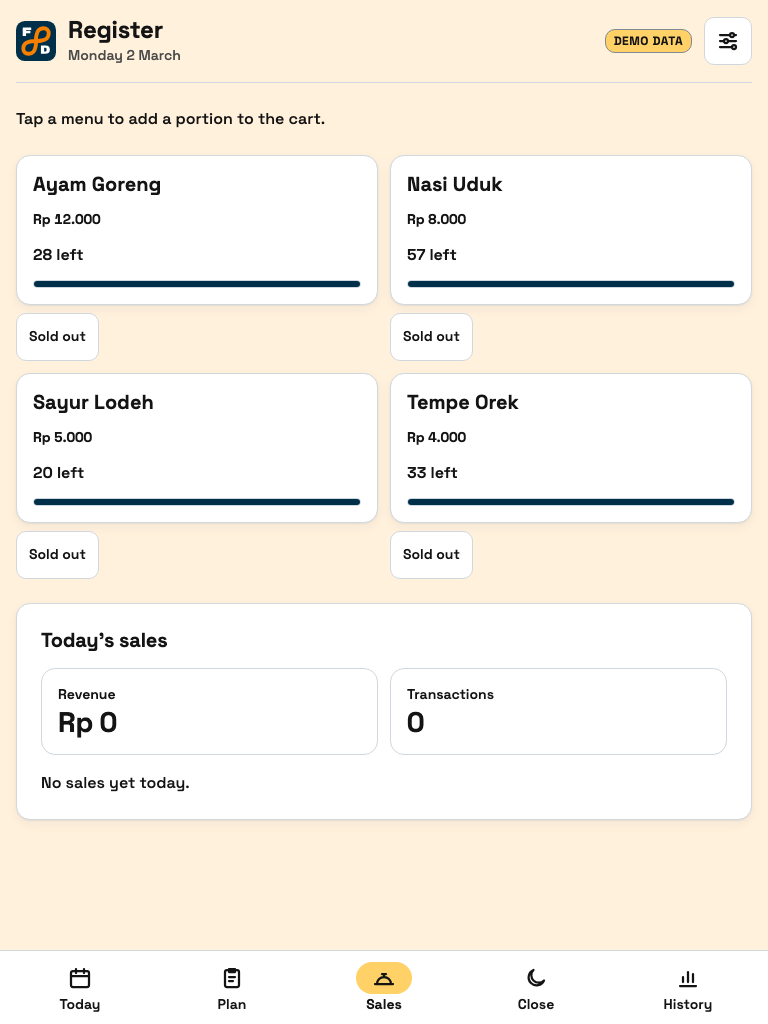 F
D
Register
Monday 2 March
DEMO DATA
Tap a menu to add a portion to the cart.
Ayam Goreng
Rp 12.000
28 left
Sold out
Nasi Uduk
Rp 8.000
57 left
Sold out
Sayur Lodeh
Rp 5.000
20 left
Sold out
Tempe Orek
Rp 4.000
33 left
Sold out
Today's sales
Revenue
Rp 0
Transactions
0
No sales yet today.
Today
Plan
Sales
Close
History